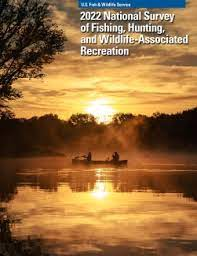 U.S. Fish & Wildlife Service
2022 National Survey
of Fishing, Hunting,
and Wildlife-Associated
Recreation